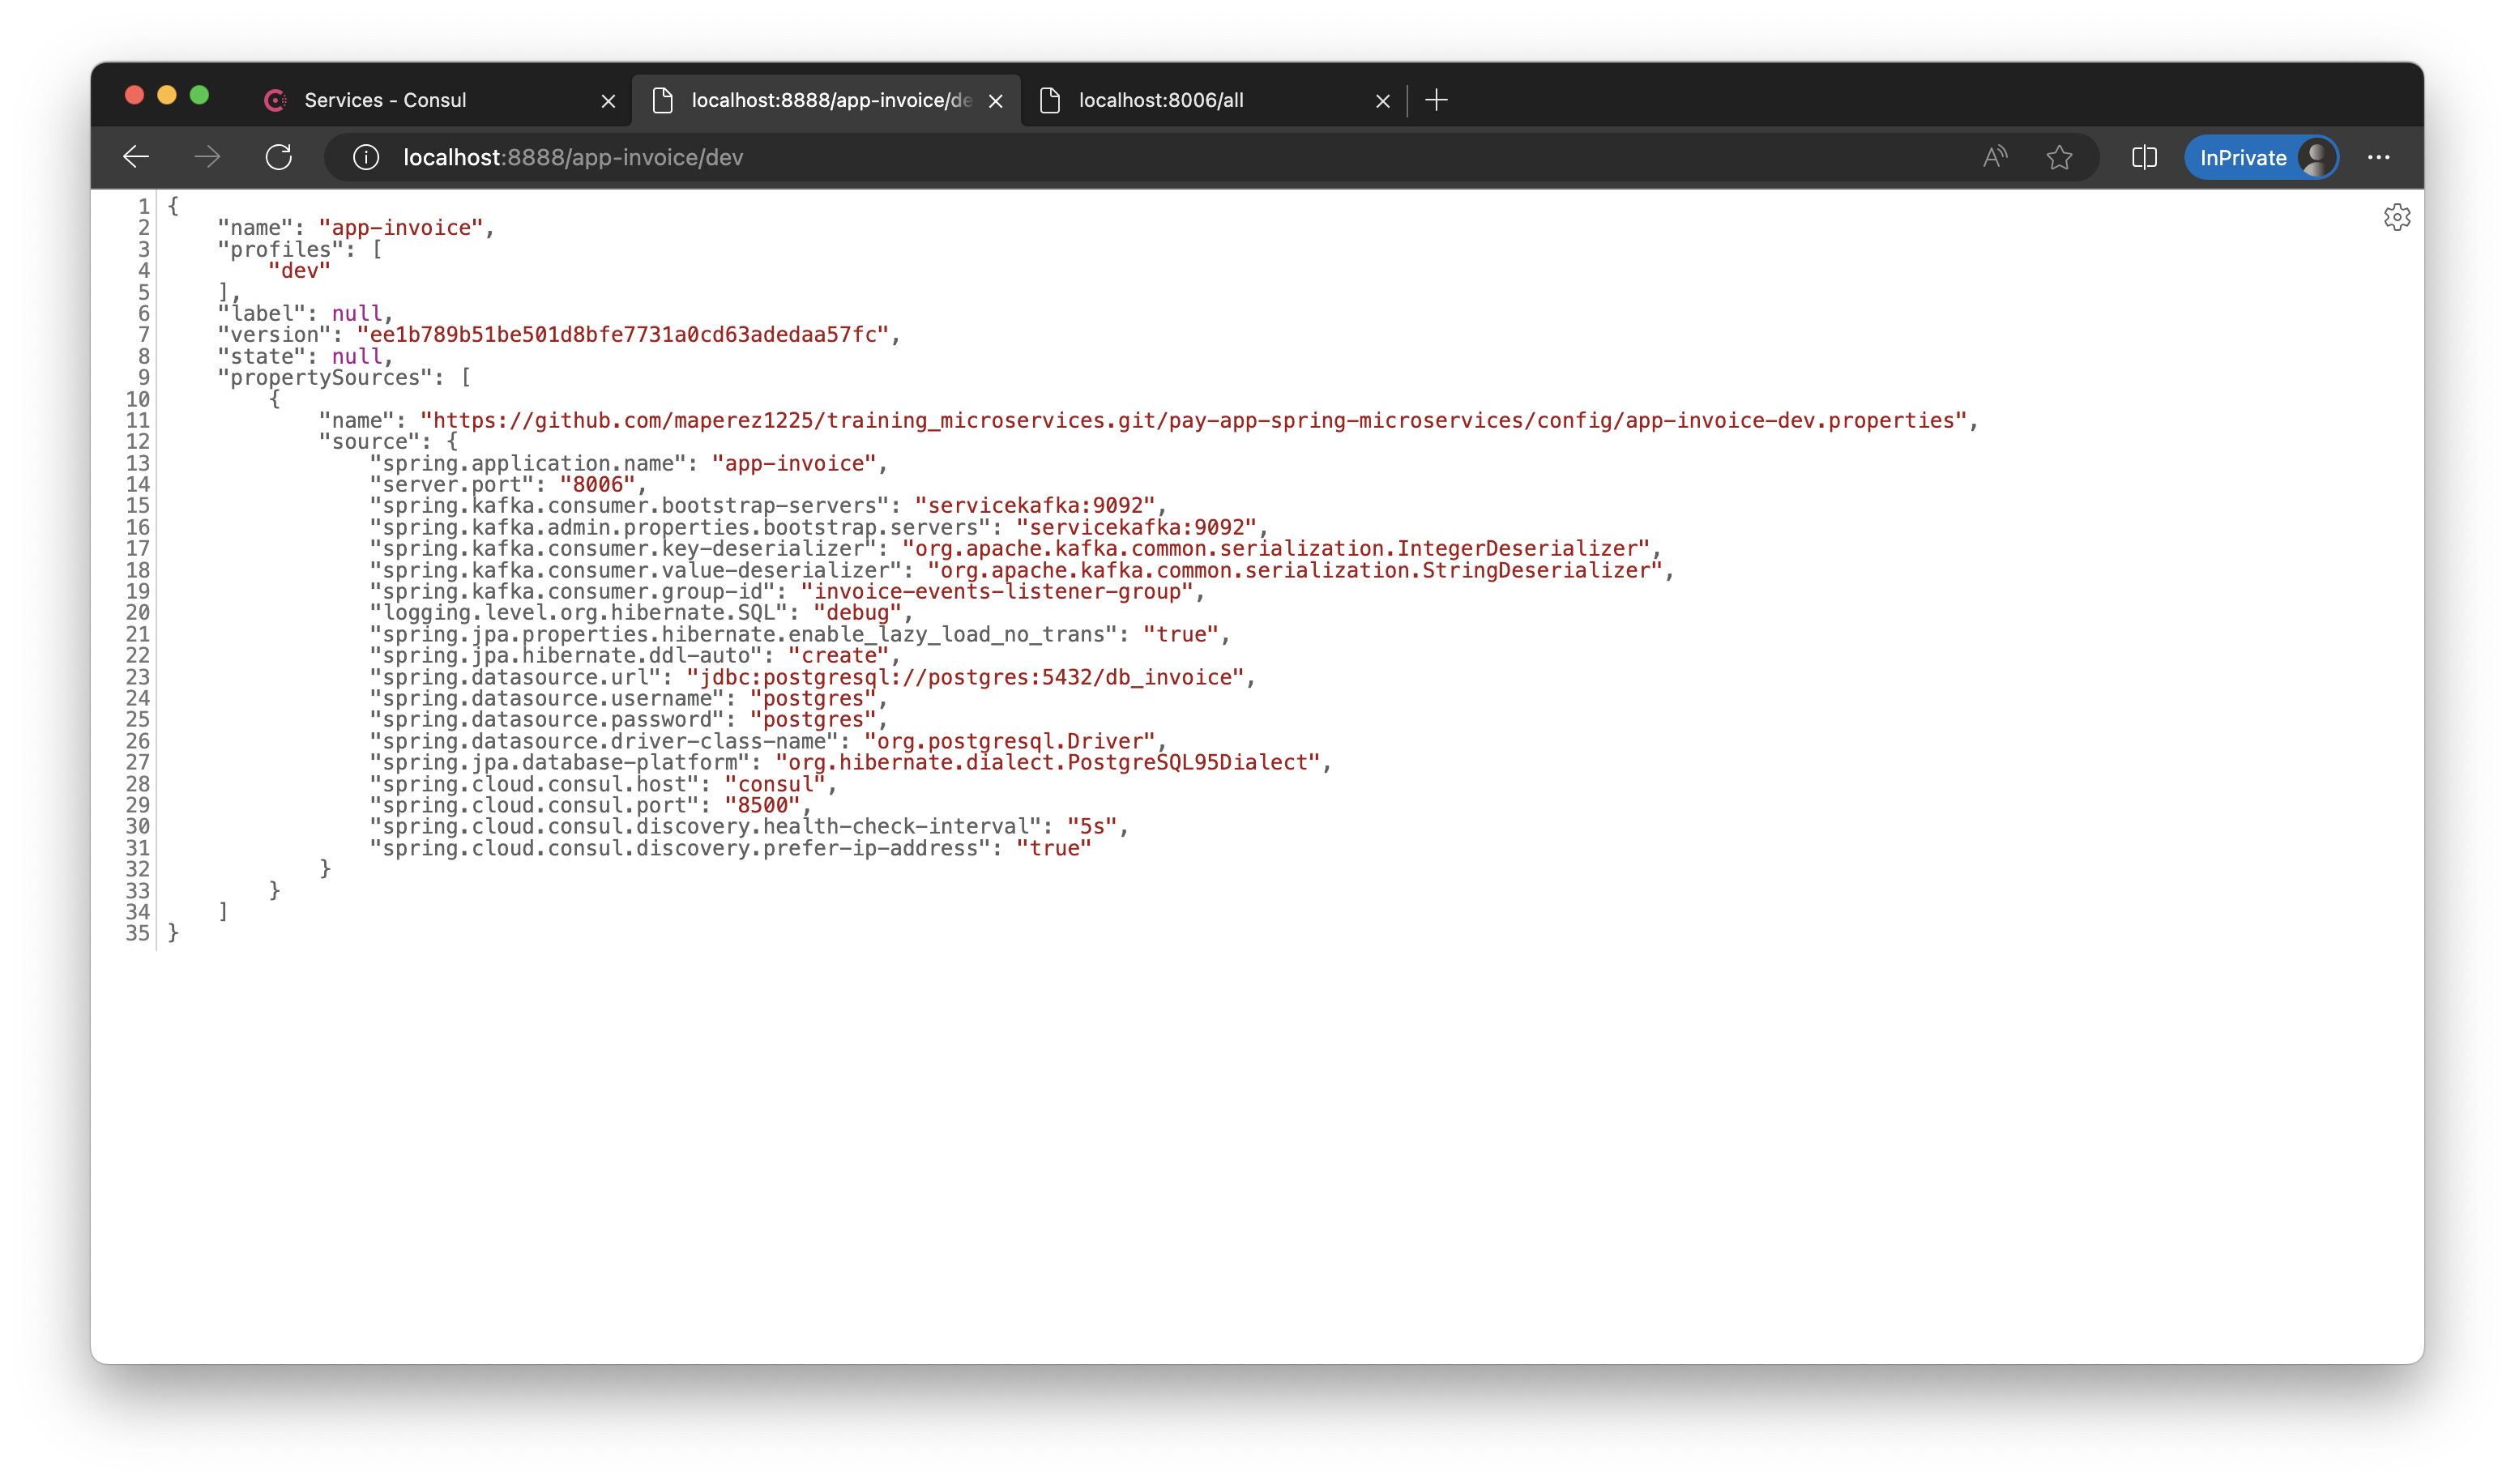 Services - Consul
localhost:8888/app-invoice/de
localhost:8006/all
localhost:8888/app-invoice/dev
InPrivate
1 {
2 "name": "app-invoice",
3 "profiles": [
4 "dev"
5 ],
6 "label": null,
7 "version": "ee1b789b51be501d8bfe7731a0cd63adedaa57fc",
8 "state": null,
9 "propertySources": [
10 {
11 "name": "https://github.com/maperez1225/training_microservices.git/pay-app-spring-microservices/config/app-invoice-dev.properties",
12 "source": {
13 "spring.application.name": "app-invoice",
14 "server.port": "8006",
15 "spring.kafka.consumer.bootstrap-servers": "servicekafka:9092",
16 "spring.kafka.admin.properties.bootstrap.servers": "servicekafka:9092",
17 "spring.kafka.consumer.key-deserializer": "org.apache.kafka.common.serialization.IntegerDeserializer",
18 "spring.kafka.consumer.value-deserializer": "org.apache.kafka.common.serialization.StringDeserializer",
19 "spring.kafka.consumer.group-id": "invoice-events-listener-group",
20 "logging.level.org.hibernate.SQL": "debug",
21 "spring.jpa.properties.hibernate.enable_lazy_load_no_trans": "true",
22 "spring.jpa.hibernate.ddl-auto": "create",
23 "spring.datasource.url": "jdbc:postgresql://postgres:5432/db_invoice",
24 "spring.datasource.username": "postgres",
25 "spring.datasource.password": "postgres",
26 "spring.datasource.driver-class-name": "org.postgresql.Driver",
27 "spring.jpa.database-platform": "org.hibernate.dialect.PostgreSQL95Dialect",
28 "spring.cloud.consul.host": "consul",
29 "spring.cloud.consul.port": "8500",
30 "spring.cloud.consul.discovery.health-check-interval": "5s",
31 "spring.cloud.consul.discovery.prefer-ip-address": "true"
32 }
33 }
34 ]
35 }